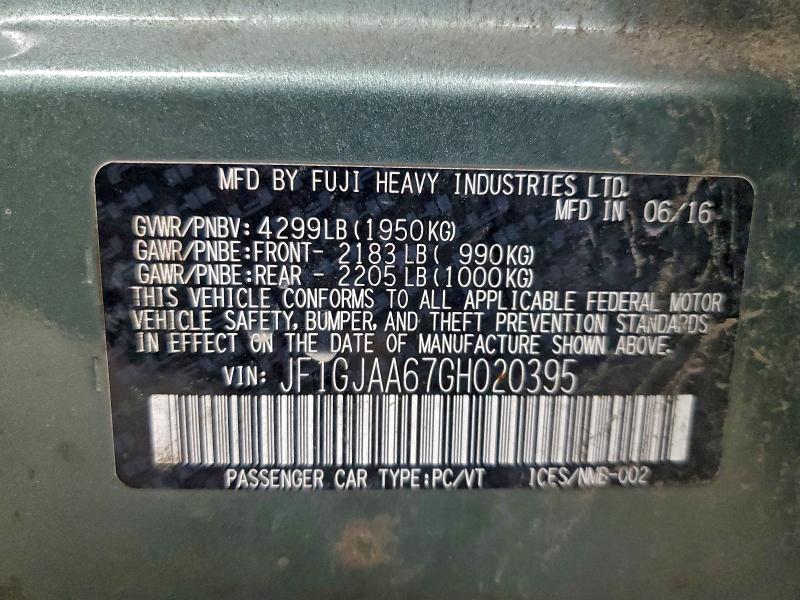 MFD BY FUJI HEAVY INDUSTRIES LTD.
MFD IN 06/16
GVWR/PNBV: 4299LB (1950KG)
GAWR/PNBE:FRONT- 2183LB ( 990KG)
GAWR/PNBE:REAR - 2205LB (1000KG)
THIS VEHICLE CONFORMS TO ALL APPLICABLE FEDERAL MOTOR
VEHICLE SAFETY, BUMPER, AND THEFT PREVENTION STANDARDS
IN EFFECT ON THE DATE OF MANUFACTURE SHOWN ABOVE.
VIN: JF1GJAA67GH020395
PASSENGER CAR TYPE:PC/VT ICES/NMB-002